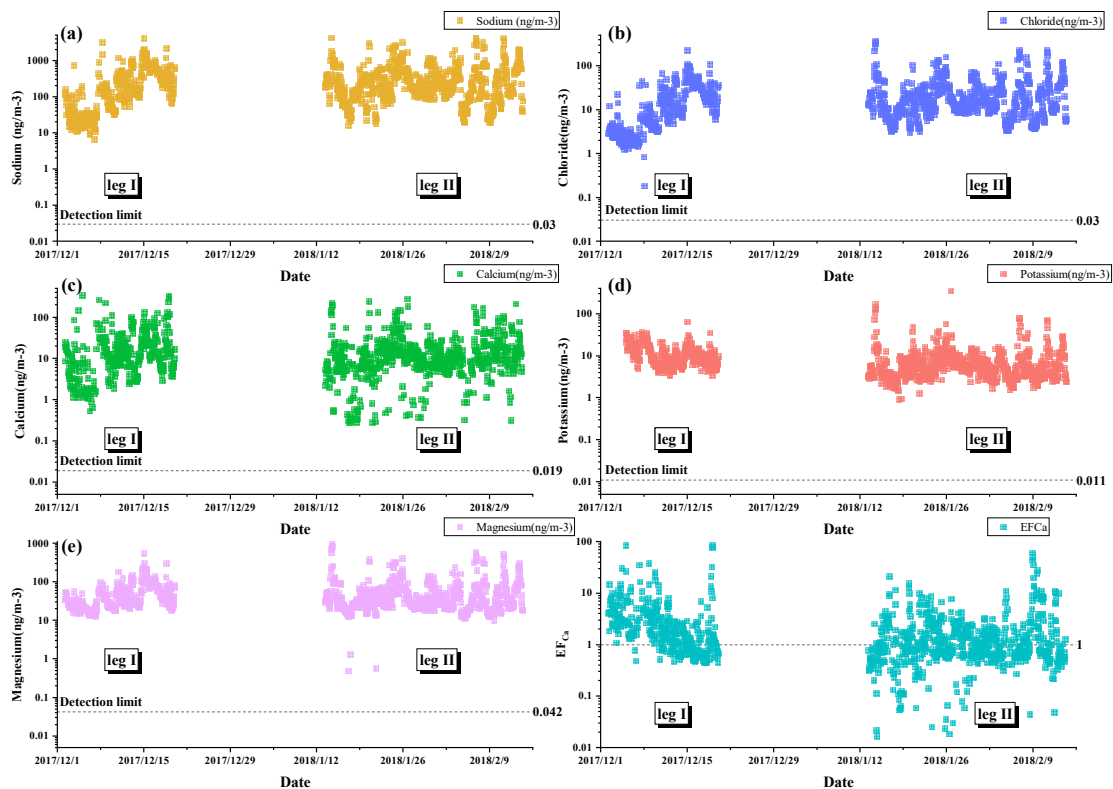 (a)
Sodium (ng/m-3)
1000
100
10
1
0.1
0.01
Sodium (ng/m-3)
leg I
leg II
Detection limit
0.03
2017/12/1
2017/12/15
2017/12/29
2018/1/12
2018/1/26
2018/2/9
Date
(b)
Chloride(ng/m-3)
100
10
1
0.1
0.01
Chloride(ng/m-3)
leg I
leg II
Detection limit
0.03
2017/12/1
2017/12/15
2017/12/29
2018/1/12
2018/1/26
2018/2/9
Date
(c)
Calcium(ng/m-3)
100
10
1
0.1
0.01
Calcium(ng/m-3)
leg I
leg II
Detection limit
0.019
2017/12/1
2017/12/15
2017/12/29
2018/1/12
2018/1/26
2018/2/9
Date
(d)
Potassium(ng/m-3)
100
10
1
0.1
0.01
Potassium(ng/m-3)
leg I
leg II
Detection limit
0.011
2017/12/1
2017/12/15
2017/12/29
2018/1/12
2018/1/26
2018/2/9
Date
(e)
Magnesium(ng/m-3)
1000
100
10
1
0.1
0.01
Magnesium(ng/m-3)
leg I
leg II
Detection limit
0.042
2017/12/1
2017/12/15
2017/12/29
2018/1/12
2018/1/26
2018/2/9
Date
EFCa
100
10
1
0.1
0.01
EFCa
1
leg I
leg II
2017/12/1
2017/12/15
2017/12/29
2018/1/12
2018/1/26
2018/2/9
Date